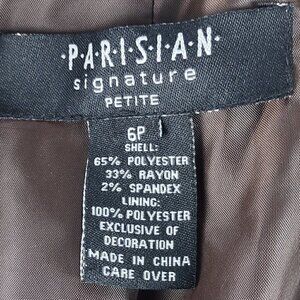 ·P·A·R·I·S·I·A·N·
signature
PETITE
6P
SHELL:
65% POLYESTER
33% RAYON
2% SPANDEX
LINING:
100% POLYESTER
EXCLUSIVE OF
DECORATION
MADE IN CHINA
CARE OVER